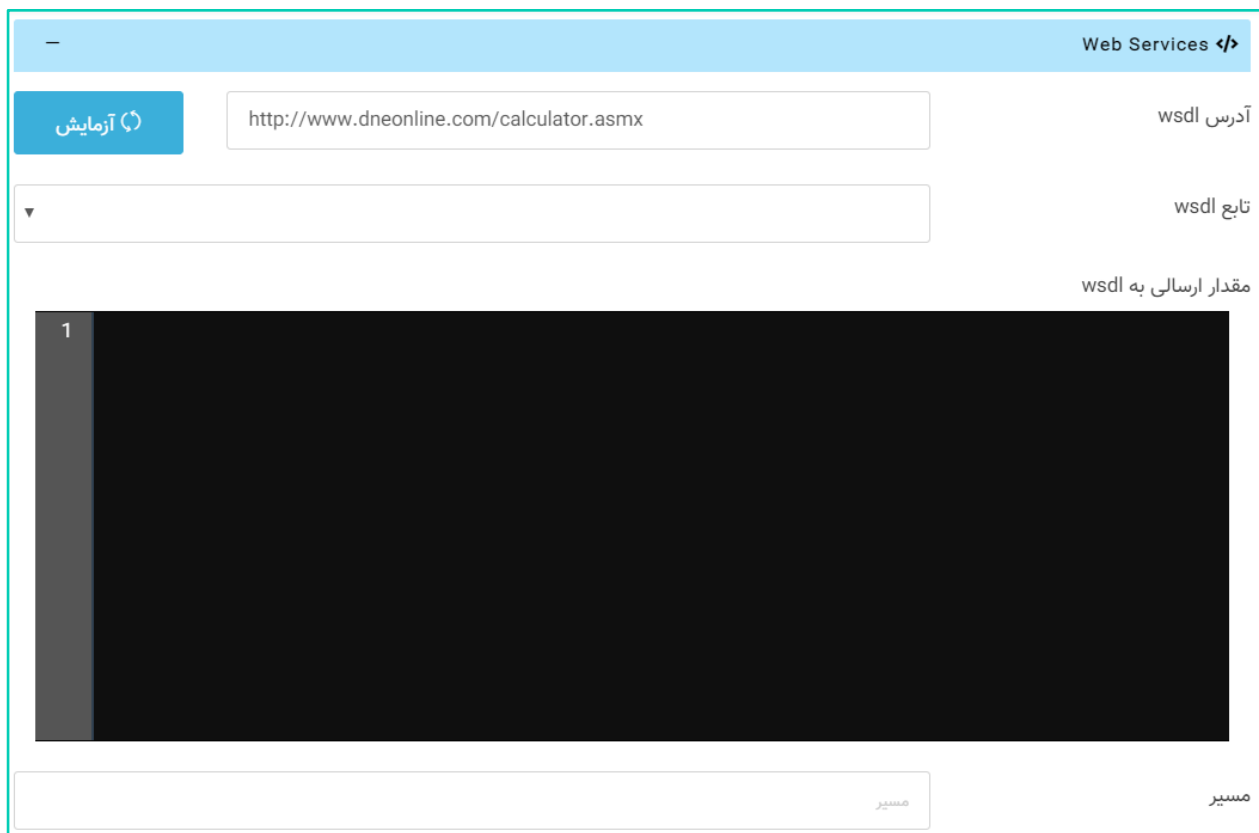 Web Services </>
–
آدرس wsdl
http://www.dneonline.com/calculator.asmx
آزمایش
تابع wsdl
مقدار ارسالی به wsdl
1
مسیر
مسیر